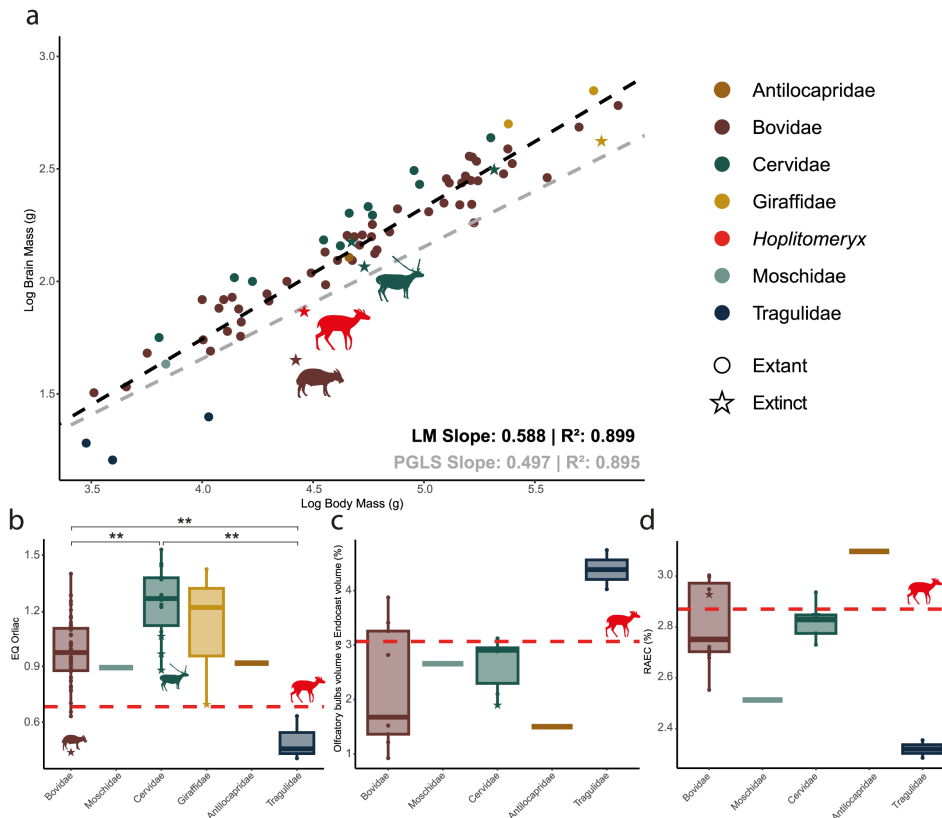 a
3.0
2.5
2.0
1.5
Log Brain Mass (g)
3.5
4.0
4.5
5.0
5.5
Log Body Mass (g)
LM Slope: 0.588 | R²: 0.899
PGLS Slope: 0.497 | R²: 0.895
Antilocapridae
Bovidae
Cervidae
Giraffidae
Hoplitomeryx
Moschidae
Tragulidae
Extant
Extinct
b
**
**
**
1.5
1.2
0.9
0.6
EQ Orliac
Bovidae
Moschidae
Cervidae
Giraffidae
Antilocapridae
Tragulidae
c
4
3
2
1
Olfcatory bulbs volume vs Endocast volume (%)
Bovidae
Moschidae
Cervidae
Antilocapridae
Tragulidae
d
3.0
2.8
2.6
2.4
RAEC (%)
Bovidae
Moschidae
Cervidae
Antilocapridae
Tragulidae